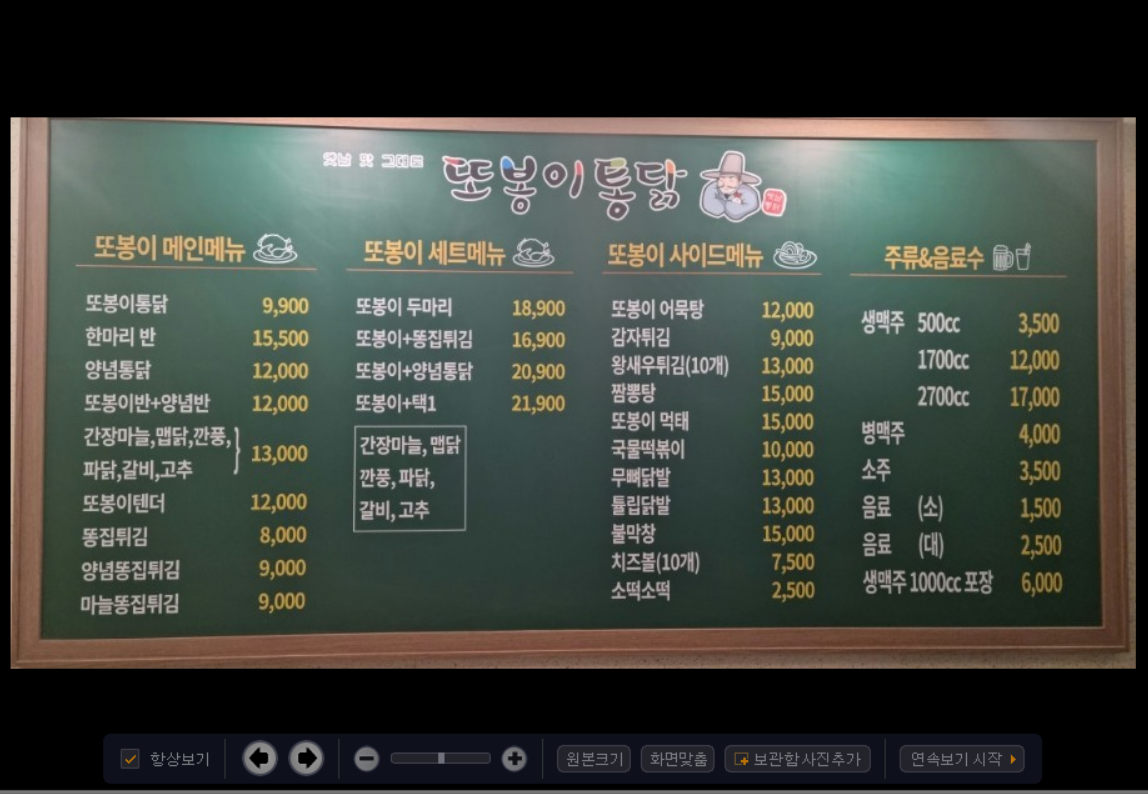 옛날 맛 그대로
또봉이통닭
옛날
통닭
또봉이 메인메뉴
또봉이통닭 9,900
한마리 반 15,500
양념통닭 12,000
또봉이반+양념반 12,000
간장마늘,맵닭,깐풍,
파닭,갈비,고추 } 13,000
또봉이텐더 12,000
똥집튀김 8,000
양념똥집튀김 9,000
마늘똥집튀김 9,000
또봉이 세트메뉴
또봉이 두마리 18,900
또봉이+똥집튀김 16,900
또봉이+양념통닭 20,900
또봉이+택1 21,900
간장마늘, 맵닭
깐풍, 파닭,
갈비, 고추
또봉이 사이드메뉴
또봉이 어묵탕 12,000
감자튀김 9,000
왕새우튀김(10개) 13,000
짬뽕탕 15,000
또봉이 먹태 15,000
국물떡볶이 10,000
무뼈닭발 13,000
튤립닭발 13,000
불막창 15,000
치즈볼(10개) 7,500
소떡소떡 2,500
주류&음료수
생맥주 500cc 3,500
1700cc 12,000
2700cc 17,000
병맥주 4,000
소주 3,500
음료 (소) 1,500
음료 (대) 2,500
생맥주 1000cc 포장 6,000
항상보기
원본크기
화면맞춤
보관함 사진추가
연속보기 시작